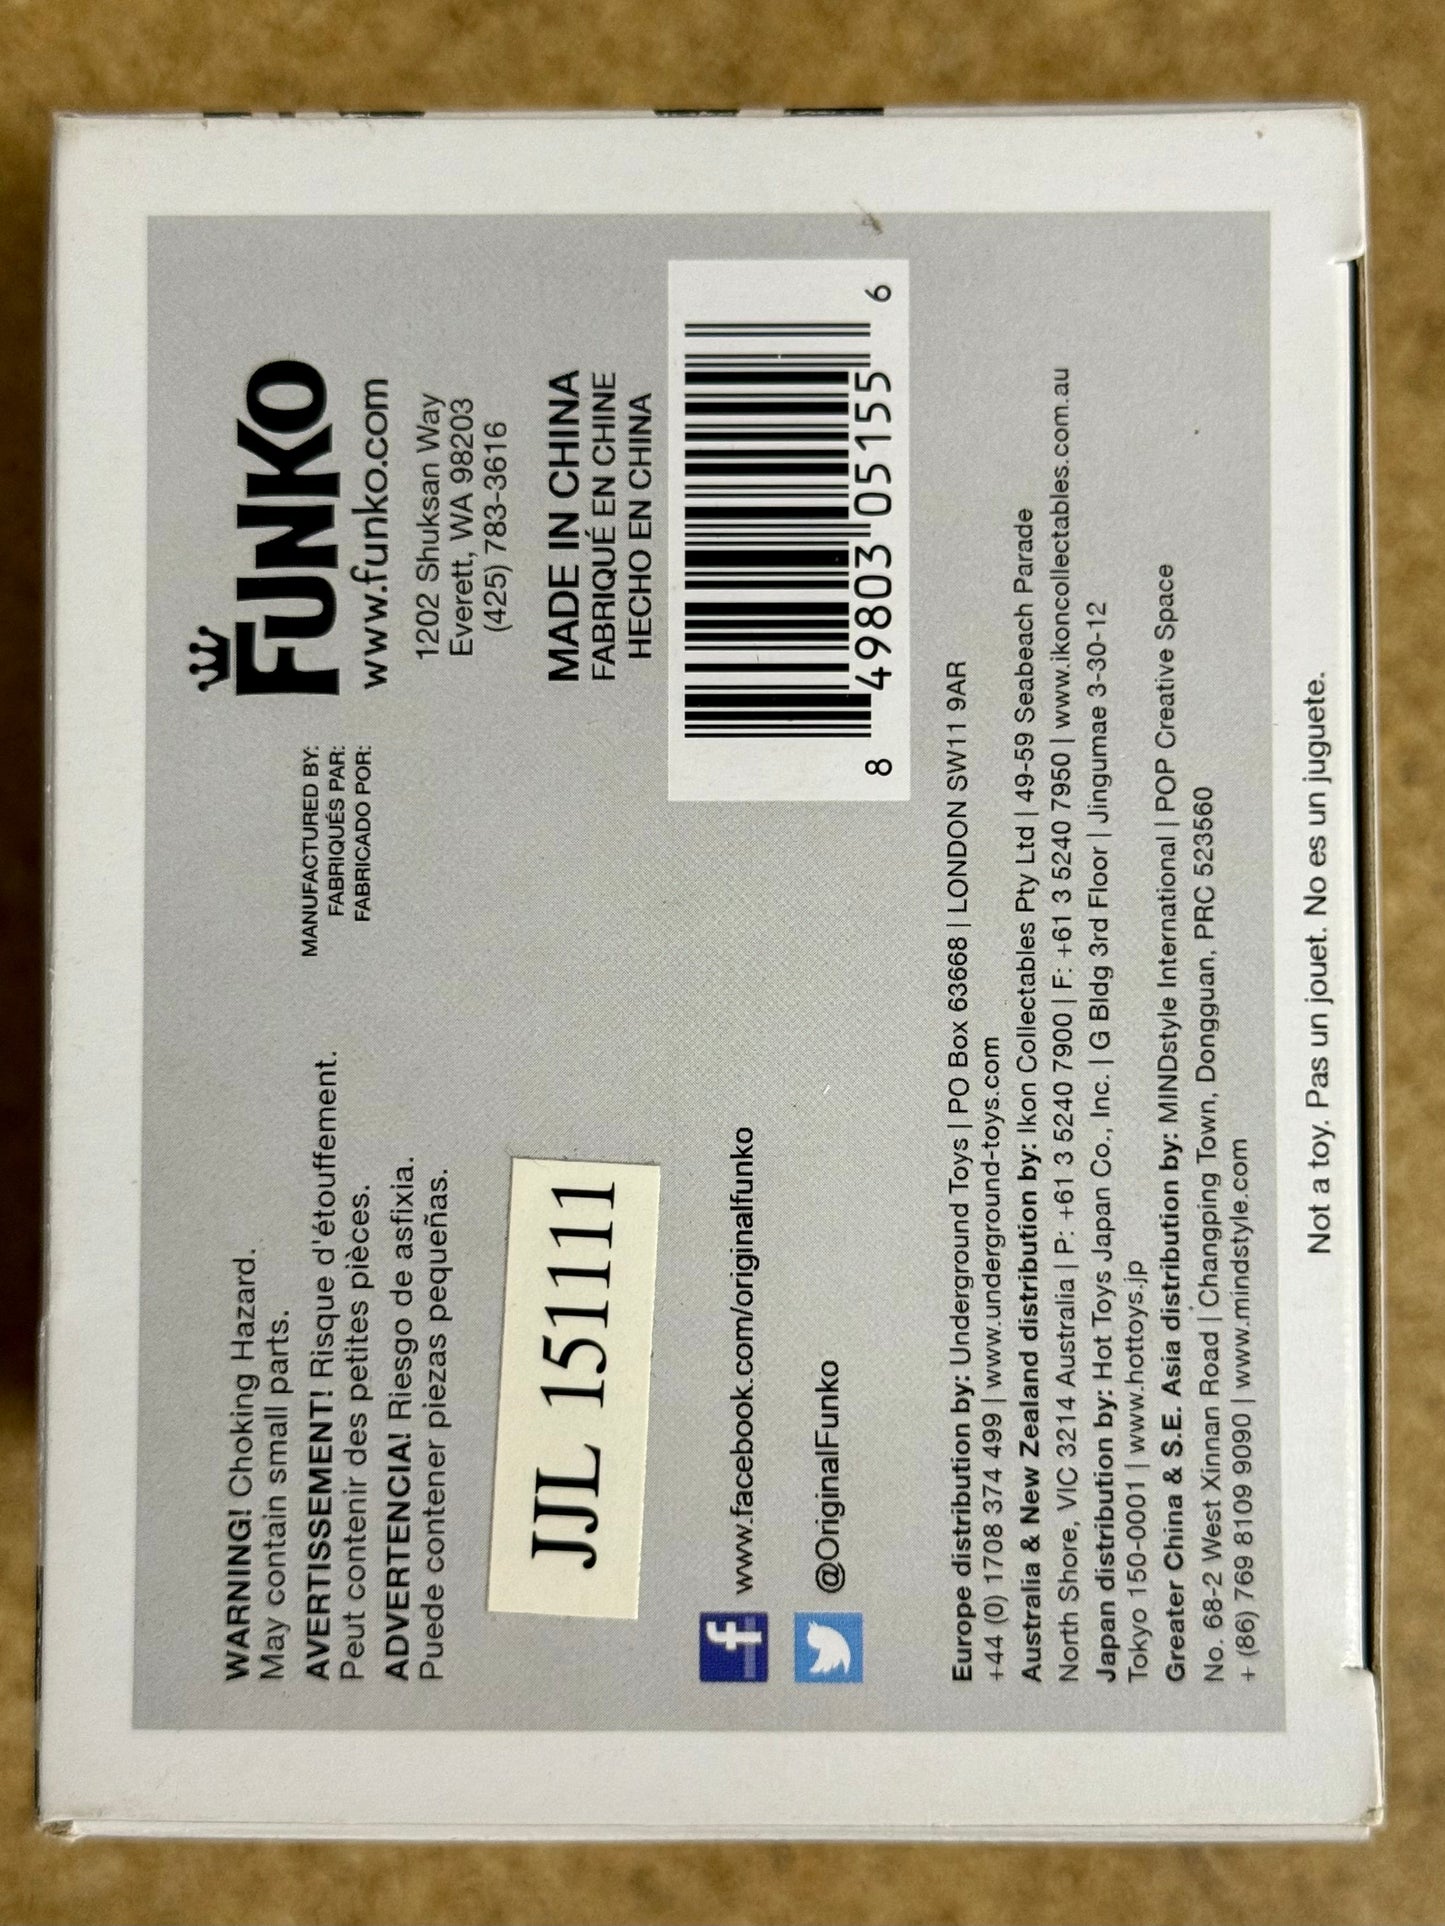 WARNING! Choking Hazard.
May contain small parts.
AVERTISSEMENT! Risque d'étouffement.
Peut contenir des petites pièces.
ADVERTENCIA! Riesgo de asfixia.
Puede contener piezas pequeñas.
MANUFACTURED BY:
FABRIQUÉS PAR:
FABRICADO POR:
FUNKO
www.funko.com
1202 Shuksan Way
Everett, WA 98203
(425) 783-3616
MADE IN CHINA
FABRIQUÉ EN CHINE
HECHO EN CHINA
JJL 15111
8 49803 05155 6
f www.facebook.com/originalfunko
@OriginalFunko
Europe distribution by: Underground Toys | PO Box 63668 | LONDON SW11 9AR
+44 (0) 1708 374 499 | www.underground-toys.com
Australia & New Zealand distribution by: Ikon Collectables Pty Ltd | 49-59 Seabeach Parade
North Shore, VIC 3214 Australia | P: +61 3 5240 7900 | F: +61 3 5240 7950 | www.ikoncollectables.com.au
Japan distribution by: Hot Toys Japan Co., Inc. | G Bldg 3rd Floor | Jingumae 3-30-12
Tokyo 150-0001 | www.hottoys.jp
Greater China & S.E. Asia distribution by: MINDstyle International | POP Creative Space
No. 68-2 West Xinnan Road | Changping Town, Dongguan, PRC 523560
+ (86) 769 8109 9090 | www.mindstyle.com
Not a toy. Pas un jouet. No es un juguete.